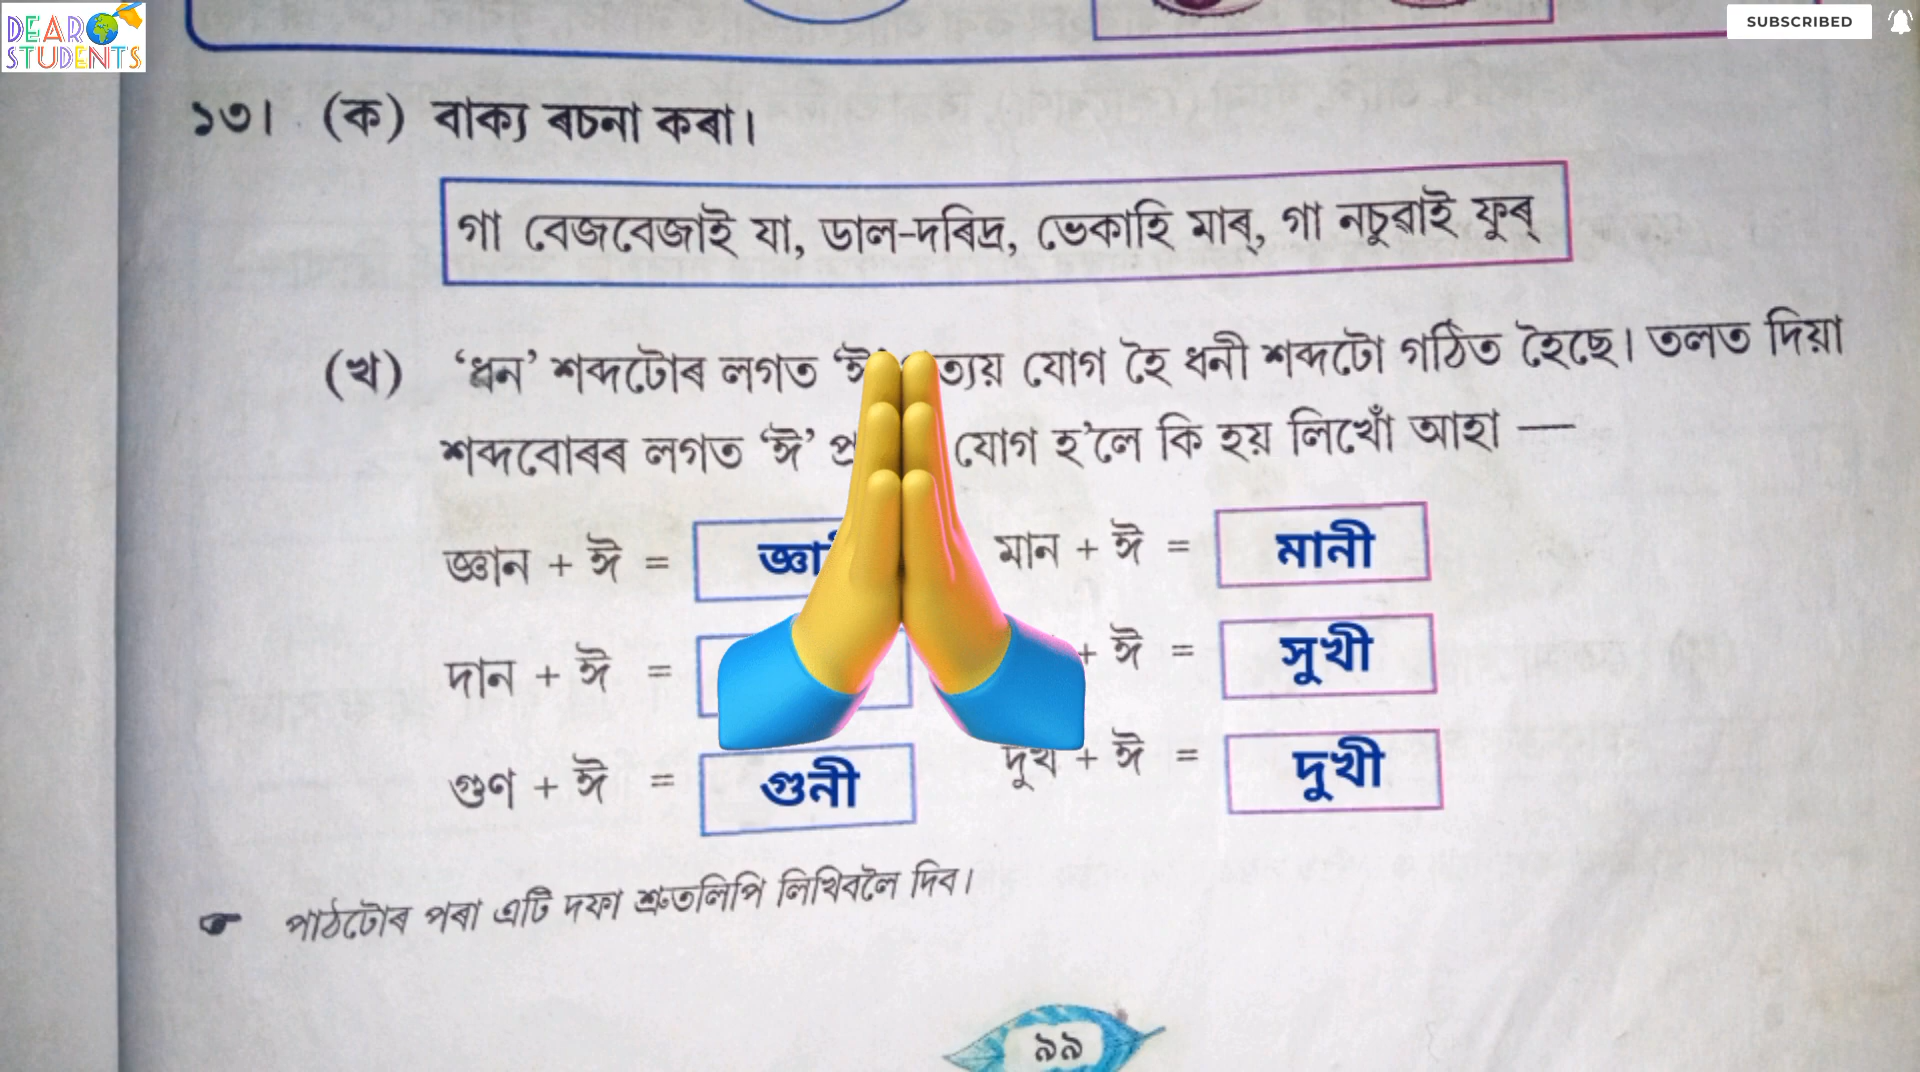 DEAR
STUDENTS
SUBSCRIBED
১৩। (ক) বাক্য ৰচনা কৰা।
গা বেজবেজাই যা, ডাল-দৰিদ্ৰ, ভেকাহি মাৰ্, গা নচুৱাই ফুৰ্
(খ) ‘ধন’ শব্দটোৰ লগত যোগ হৈ ধনী শব্দটো গঠিত হৈছে। তলত দিয়া
শব্দবোৰৰ লগত ‘ঈ’ যোগ হ’লে কি হয় লিখোঁ আহা —
জ্ঞান + ঈ = মান + ঈ = মানী
দান + ঈ = + ঈ = সুখী
গুণ + ঈ = গুনী দুখ + ঈ = দুখী
পাঠটোৰ পৰা এটি দফা শ্ৰুতলিপি লিখিবলৈ দিব।
৯৯